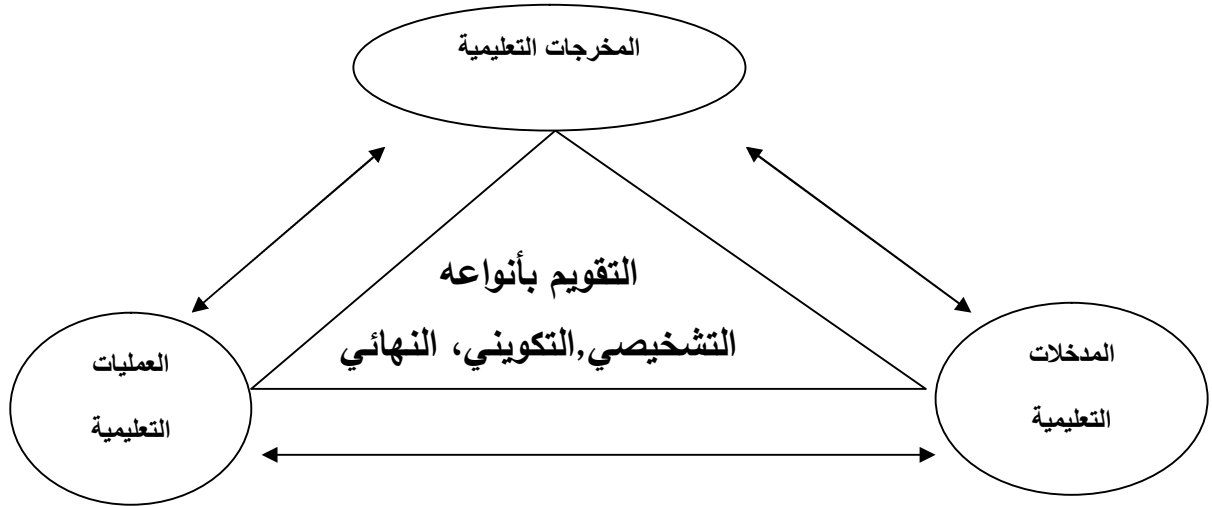 المخرجات التعليمية
التقويم بأنواعه
التشخيصي,التكويني، النهائي
المدخلات
التعليمية
العمليات
التعليمية